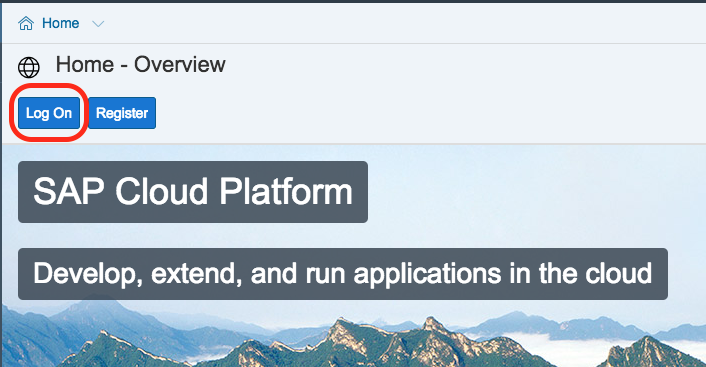 Home
Home - Overview
Log On Register
SAP Cloud Platform
Develop, extend, and run applications in the cloud